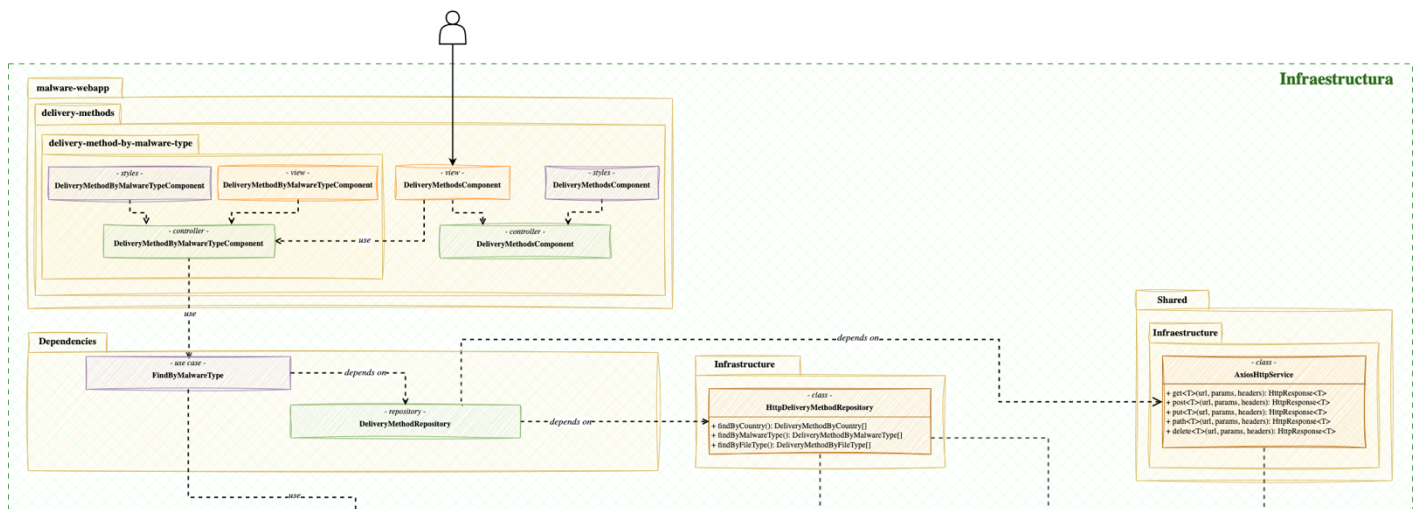 Infraestructura
malware-webapp
delivery-methods
delivery-method-by-malware-type
- styles -
DeliveryMethodByMalwareTypeComponent
- view -
DeliveryMethodByMalwareTypeComponent
- view -
DeliveryMethodsComponent
- styles -
DeliveryMethodsComponent
- controller -
DeliveryMethodByMalwareTypeComponent
use
- controller -
DeliveryMethodsComponent
use
Shared
Infraestructure
- class -
AxiosHttpService
+ get<T>(url, params, headers): HttpResponse<T>
+ post<T>(url, params, headers): HttpResponse<T>
+ put<T>(url, params, headers): HttpResponse<T>
+ path<T>(url, params, headers): HttpResponse<T>
+ delete<T>(url, params, headers): HttpResponse<T>
Dependencies
- use case -
FindByMalwareType
depends on
- repository -
DeliveryMethodRepository
depends on
depends on
Infrastructure
- class -
HttpDeliveryMethodRepository
+ findByCountry(): DeliveryMethodByCountry[]
+ findByMalwareType(): DeliveryMethodByMalwareType[]
+ findByFileType(): DeliveryMethodByFileType[]
use